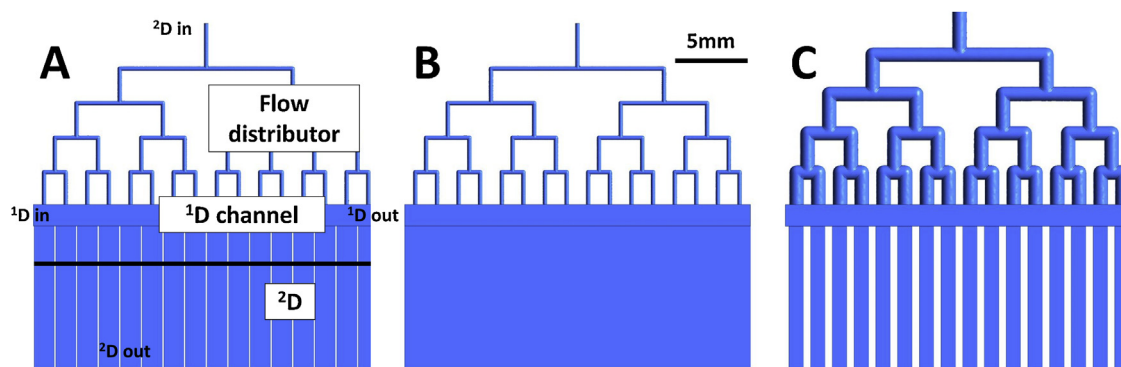 A
²D in
Flow
distributor
¹D in
¹D channel
¹D out
²D
²D out
B
5mm
C